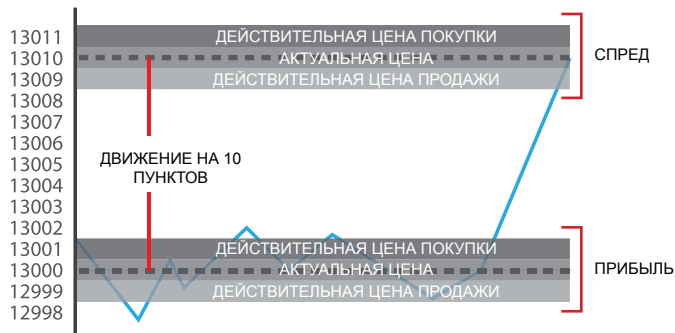 13011
ДЕЙСТВИТЕЛЬНАЯ ЦЕНА ПОКУПКИ
13010
АКТУАЛЬНАЯ ЦЕНА
СПРЕД
13009
ДЕЙСТВИТЕЛЬНАЯ ЦЕНА ПРОДАЖИ
13008
13007
13006
13005
ДВИЖЕНИЕ НА 10
ПУНКТОВ
13004
13003
13002
13001
ДЕЙСТВИТЕЛЬНАЯ ЦЕНА ПОКУПКИ
13000
АКТУАЛЬНАЯ ЦЕНА
ПРИБЫЛЬ
12999
ДЕЙСТВИТЕЛЬНАЯ ЦЕНА ПРОДАЖИ
12998